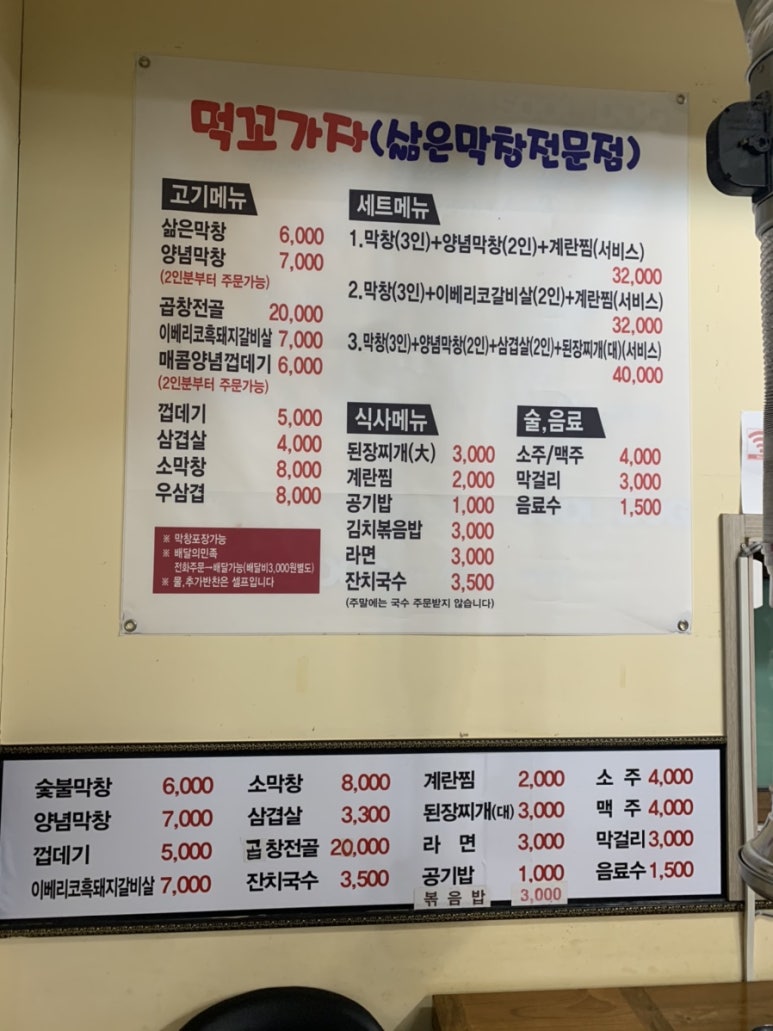 먹꼬가자(삶은막창전문점)
고기메뉴
삶은막창 6,000
양념막창 7,000
(2인분부터 주문가능)
곱창전골 20,000
이베리코흑돼지갈비살 7,000
매콤양념껍데기 6,000
(2인분부터 주문가능)
껍데기 5,000
삼겹살 4,000
소막창 8,000
우삼겹 8,000
※ 막창포장가능
※ 배달의민족
전화주문→배달가능(배달비3,000원별도)
※ 물,추가반찬은 셀프입니다
세트메뉴
1.막창(3인)+양념막창(2인)+계란찜(서비스)
32,000
2.막창(3인)+이베리코갈비살(2인)+계란찜(서비스)
32,000
3.막창(3인)+양념막창(2인)+삼겹살(2인)+된장찌개(대)(서비스)
40,000
식사메뉴
된장찌개(大) 3,000
계란찜 2,000
공기밥 1,000
김치볶음밥 3,000
라면 3,000
잔치국수 3,500
(주말에는 국수 주문받지 않습니다)
술,음료
소주/맥주 4,000
막걸리 3,000
음료수 1,500
숯불막창 6,000
양념막창 7,000
껍데기 5,000
이베리코흑돼지갈비살 7,000
소막창 8,000
삼겹살 3,300
곱창전골 20,000
잔치국수 3,500
계란찜 2,000
된장찌개(대) 3,000
라 면 3,000
공기밥 1,000
볶음밥 3,000
소 주 4,000
맥 주 4,000
막걸리 3,000
음료수 1,500